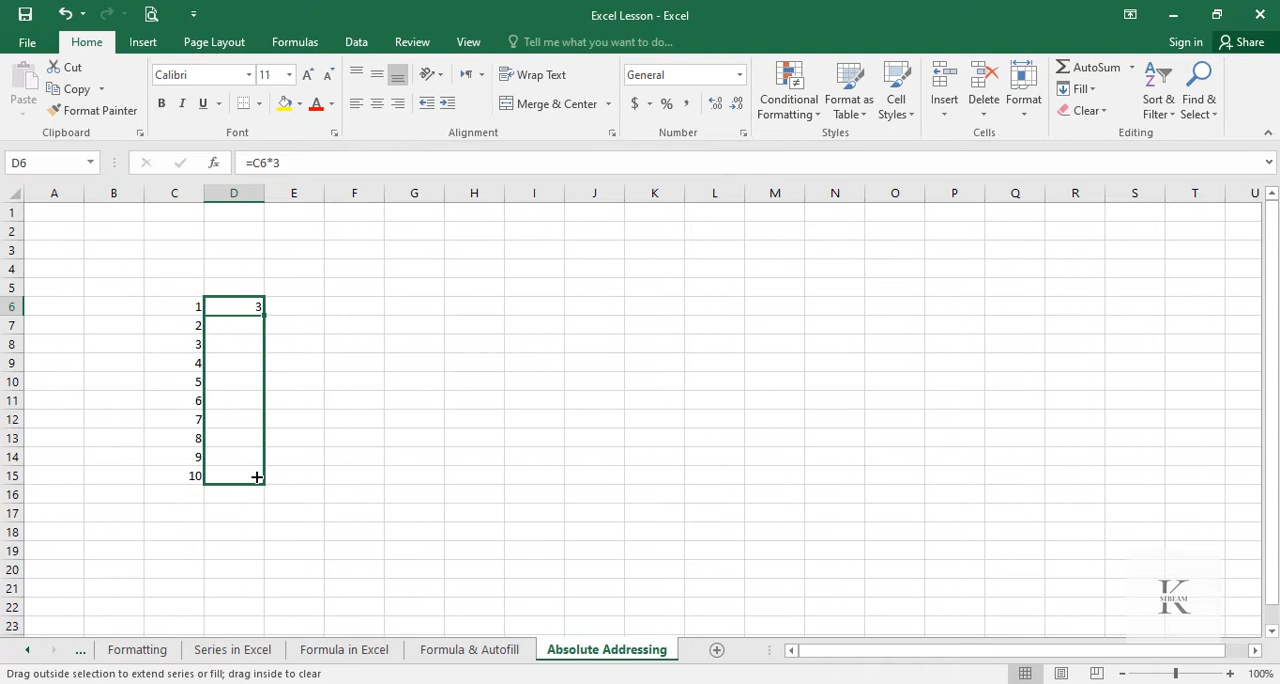 Excel Lesson - Excel
File Home Insert Page Layout Formulas Data Review View Tell me what you want to do... Sign in Share
Paste Cut Copy Format Painter Clipboard
Calibri 11 B I U A Font
Wrap Text Merge & Center Alignment
General $ % , Number
Conditional Formatting Format as Table Cell Styles Styles
Insert Delete Format Cells
AutoSum Fill Clear Sort & Filter Find & Select Editing
D6 fx =C6*3
A B C D E F G H I J K L M N O P Q R S T U
1
2
3
4
5
6 1 3
7 2
8 3
9 4
10 5
11 6
12 7
13 8
14 9
15 10
16
17
18
19
20
21
22
23
K STREAM
... Formatting Series in Excel Formula in Excel Formula & Autofill Absolute Addressing
Drag outside selection to extend series or fill; drag inside to clear 100%